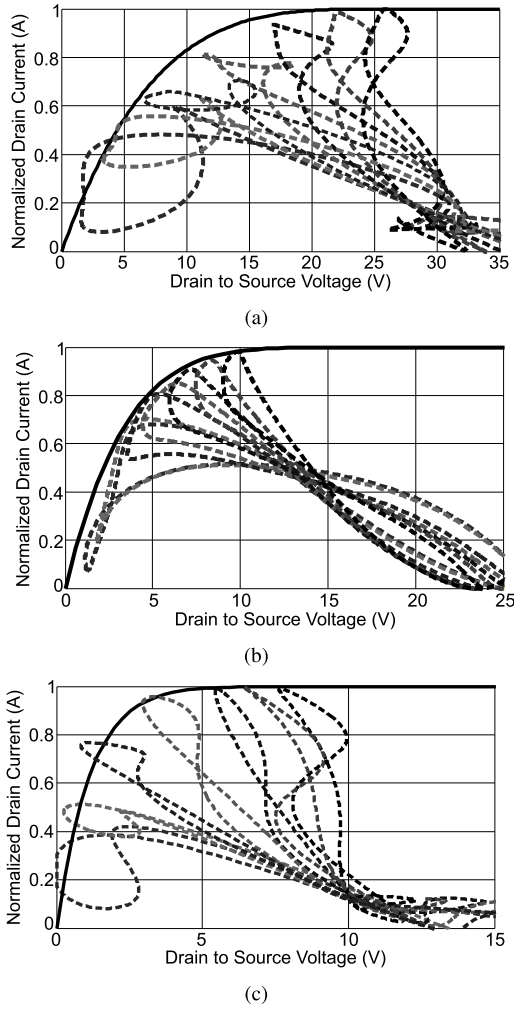 1
0.8
0.6
0.4
0.2
0
Normalized Drain Current (A)
0 5 10 15 20 25 30 35
Drain to Source Voltage (V)
(a)
1
0.8
0.6
0.4
0.2
0
Normalized Drain Current (A)
0 5 10 15 20 25
Drain to Source Voltage (V)
(b)
1
0.8
0.6
0.4
0.2
0
Normalized Drain Current (A)
0 5 10 15
Drain to Source Voltage (V)
(c)